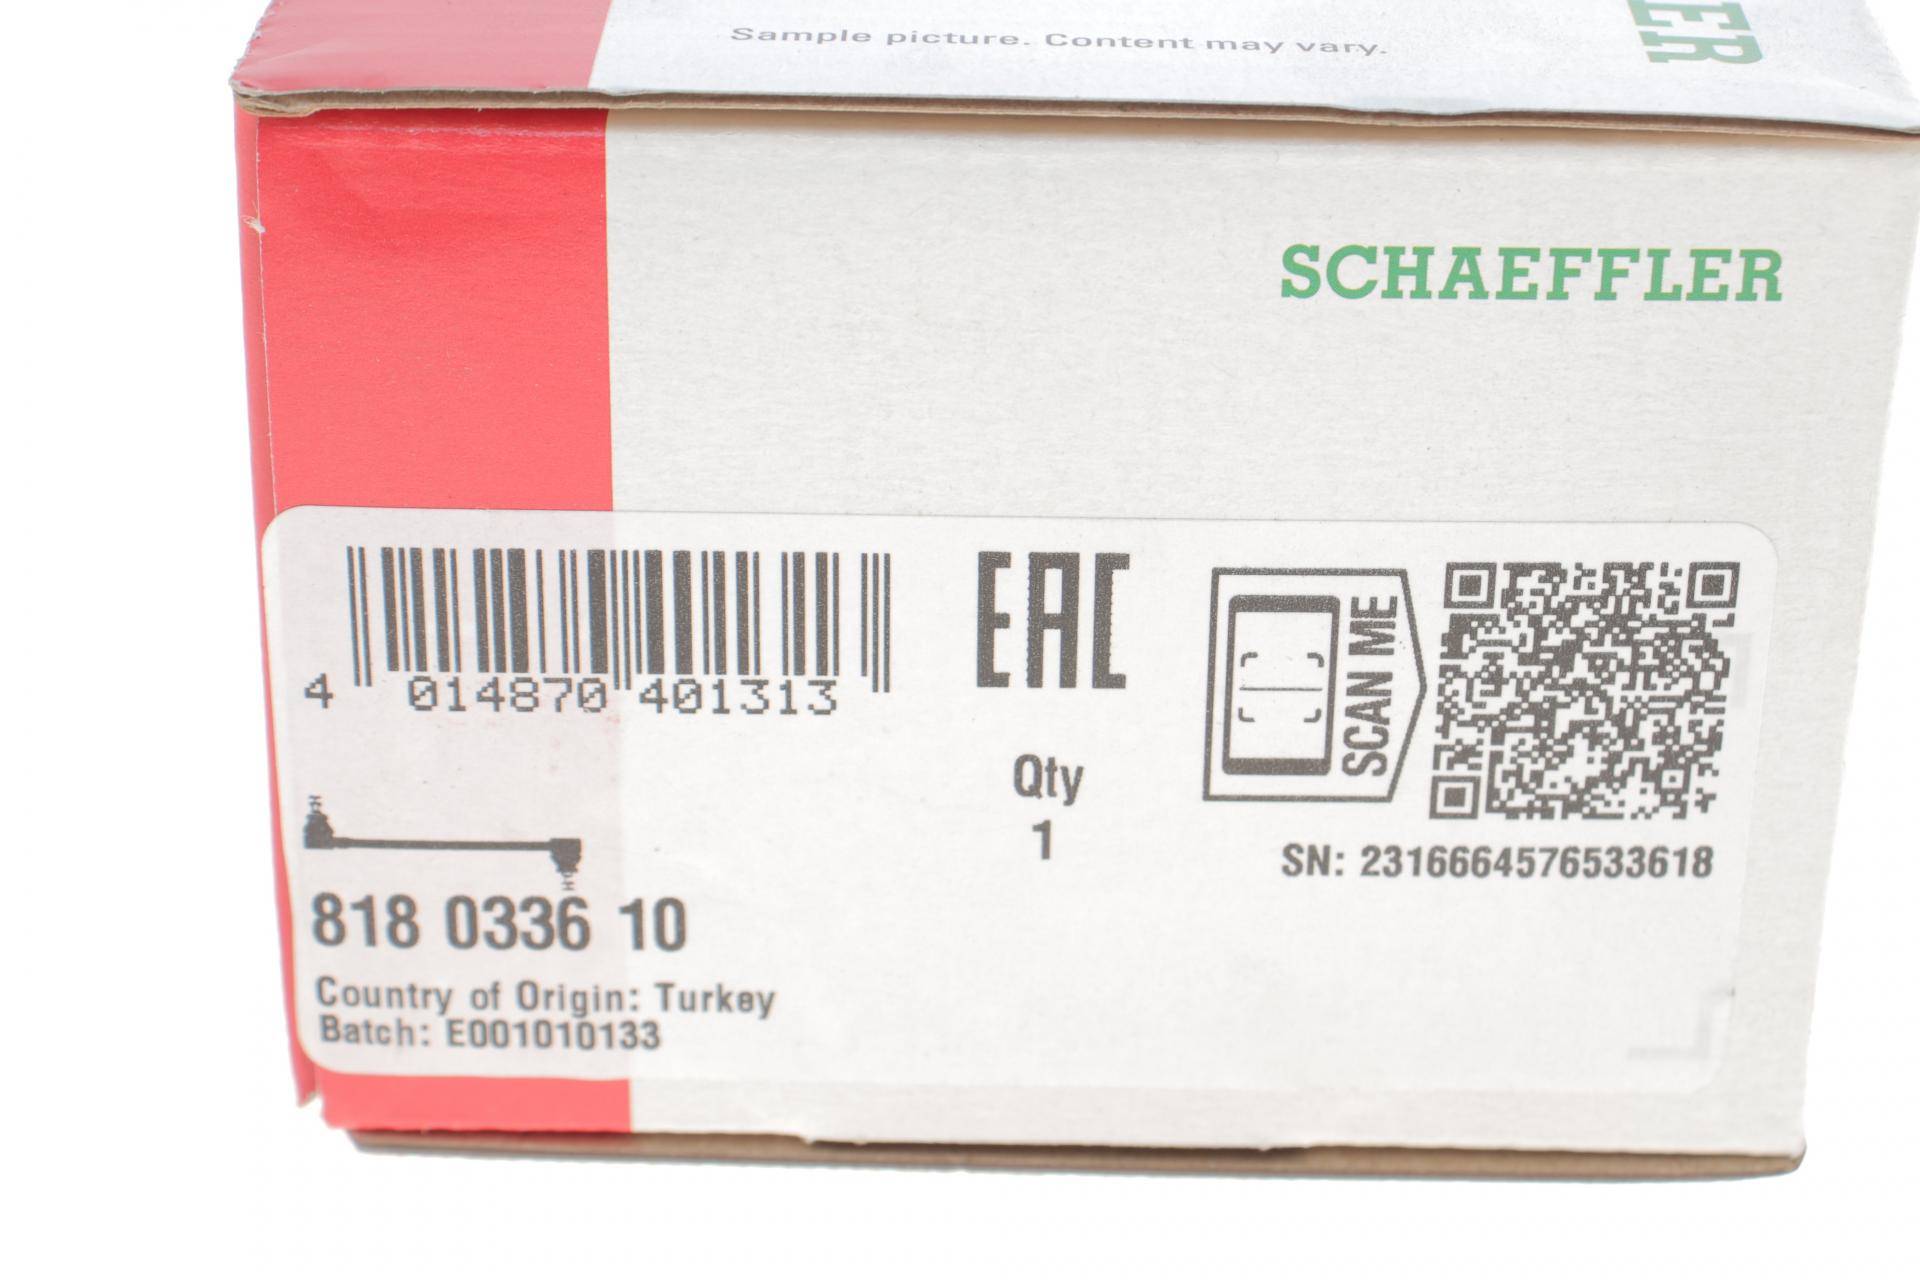 Sample picture. Content may vary.
ER
SCHAEFFLER
EAC
SCAN ME
4 014870 401313
Qty
1
SN: 2316664576533618
818 0336 10
Country of Origin: Turkey
Batch: E001010133